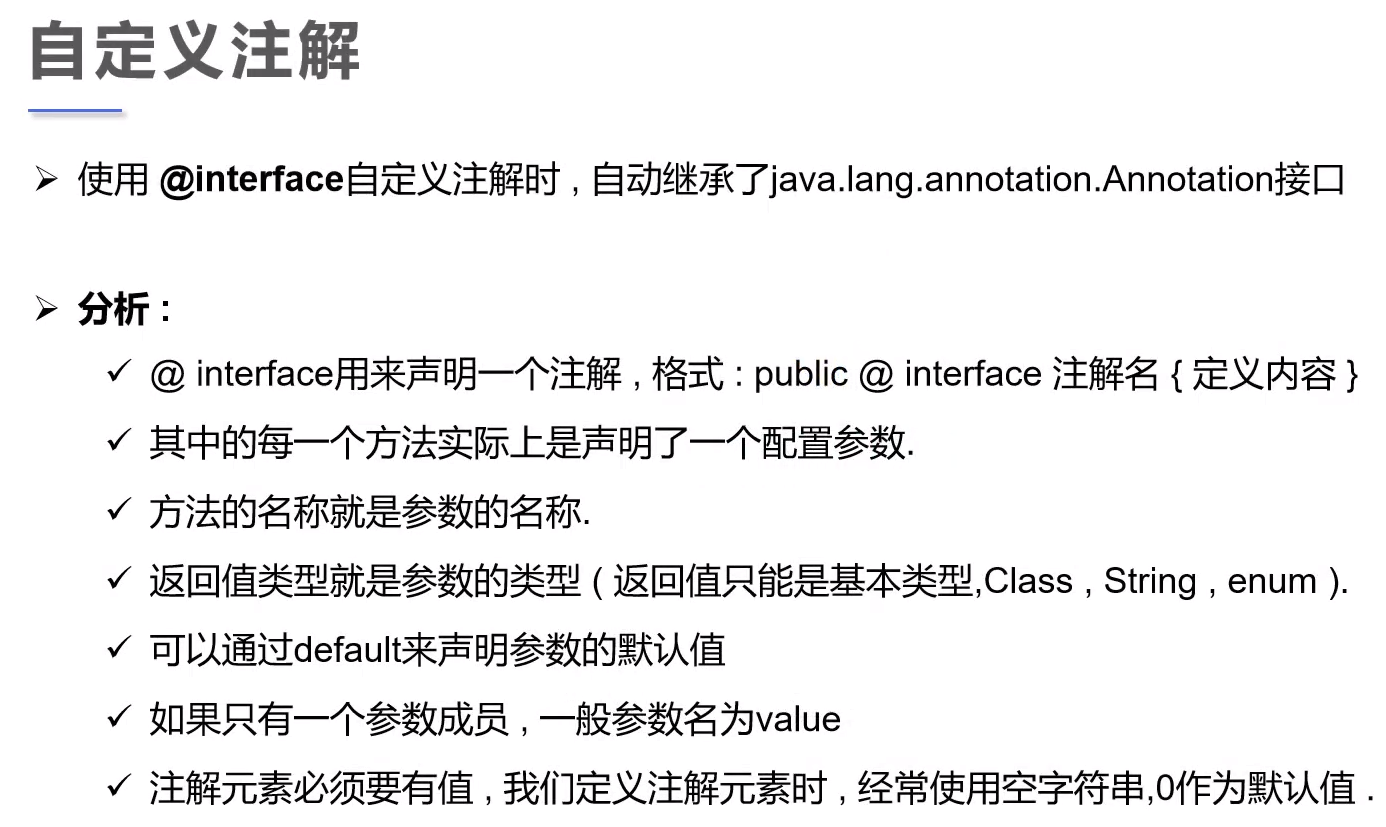 自定义注解
使用 @interface自定义注解时 , 自动继承了java.lang.annotation.Annotation接口
分析 :
@ interface用来声明一个注解 , 格式 : public @ interface 注解名 { 定义内容 }
其中的每一个方法实际上是声明了一个配置参数.
方法的名称就是参数的名称.
返回值类型就是参数的类型 ( 返回值只能是基本类型,Class , String , enum ).
可以通过default来声明参数的默认值
如果只有一个参数成员 , 一般参数名为value
注解元素必须要有值 , 我们定义注解元素时 , 经常使用空字符串,0作为默认值 .